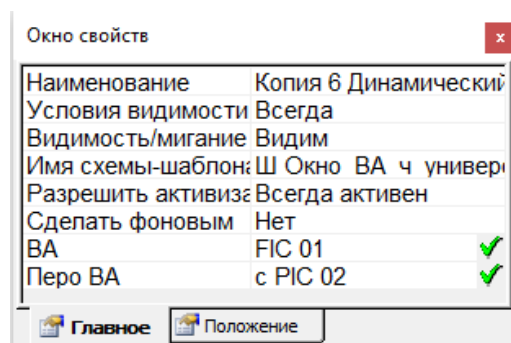 Окно свойств
x
Наименование Копия 6 Динамический
Условия видимости Всегда
Видимость/мигание Видим
Имя схемы-шаблона Ш Окно ВА ч универ
Разрешить активиза Всегда активен
Сделать фоновым Нет
ВА FIC 01
Перо ВА с PIC 02
Главное Положение